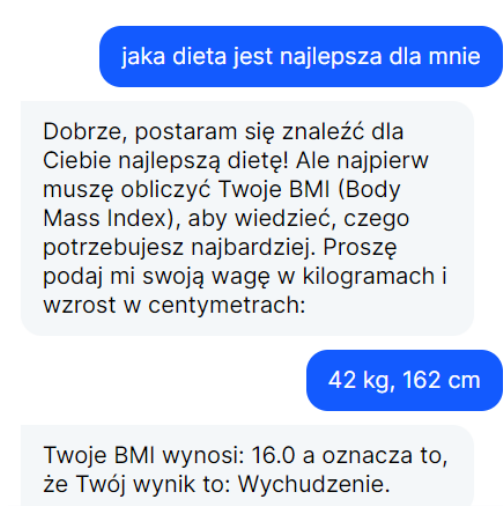 jaka dieta jest najlepsza dla mnie
Dobrze, postaram się znaleźć dla
Ciebie najlepszą dietę! Ale najpierw
muszę obliczyć Twoje BMI (Body
Mass Index), aby wiedzieć, czego
potrzebujesz najbardziej. Proszę
podaj mi swoją wagę w kilogramach i
wzrost w centymetrach:
42 kg, 162 cm
Twoje BMI wynosi: 16.0 a oznacza to,
że Twój wynik to: Wychudzenie.